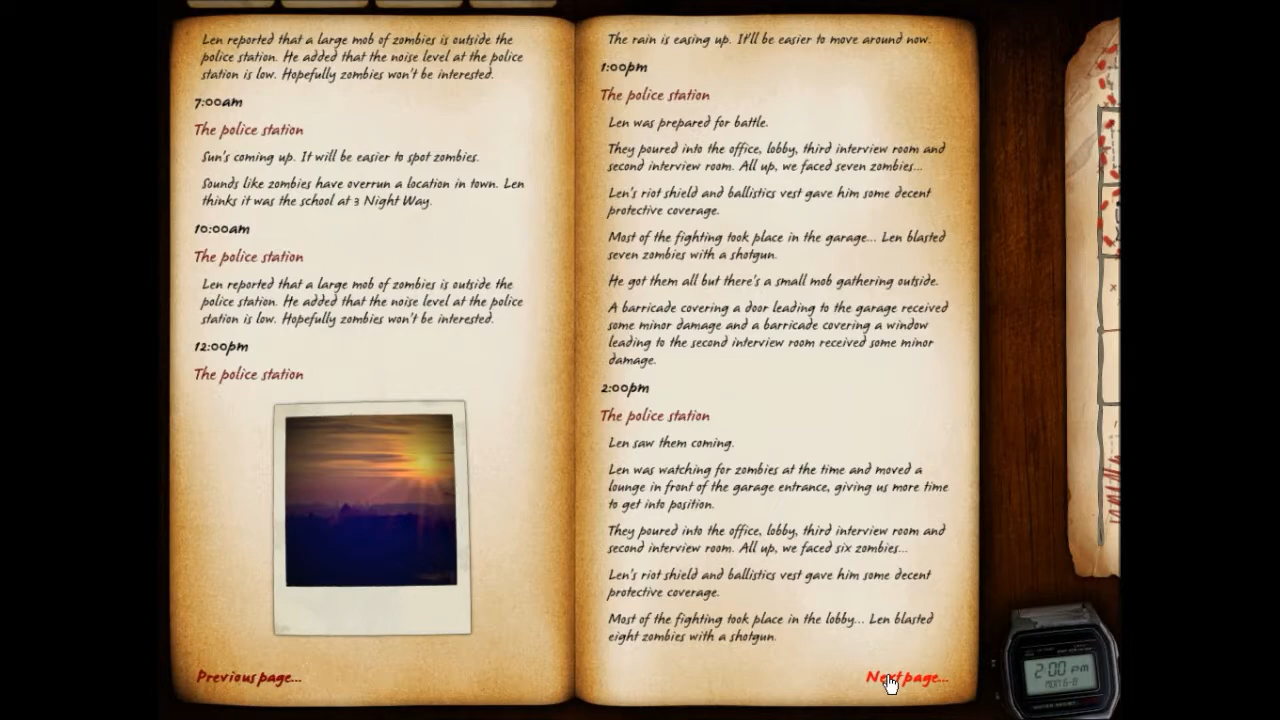 Len reported that a large mob of zombies is outside the
police station. He added that the noise level at the police
station is low. Hopefully zombies won't be interested.
7:00am
The police station
Sun's coming up. It will be easier to spot zombies.
Sounds like zombies have overrun a location in town. Len
thinks it was the school at 3 Night Way.
10:00am
The police station
Len reported that a large mob of zombies is outside the
police station. He added that the noise level at the police
station is low. Hopefully zombies won't be interested.
12:00pm
The police station
Previous page...
The rain is easing up. It'll be easier to move around now.
1:00pm
The police station
Len was prepared for battle.
They poured into the office, lobby, third interview room and
second interview room. All up, we faced seven zombies...
Len's riot shield and ballistics vest gave him some decent
protective coverage.
Most of the fighting took place in the garage... Len blasted
seven zombies with a shotgun.
He got them all but there's a small mob gathering outside.
A barricade covering a door leading to the garage received
some minor damage and a barricade covering a window
leading to the second interview room received some minor
damage.
2:00pm
The police station
Len saw them coming.
Len was watching for zombies at the time and moved a
lounge in front of the garage entrance, giving us more time
to get into position.
They poured into the office, lobby, third interview room and
second interview room. All up, we faced six zombies...
Len's riot shield and ballistics vest gave him some decent
protective coverage.
Most of the fighting took place in the lobby... Len blasted
eight zombies with a shotgun.
Next page...
2:00 pm
MON 6-8